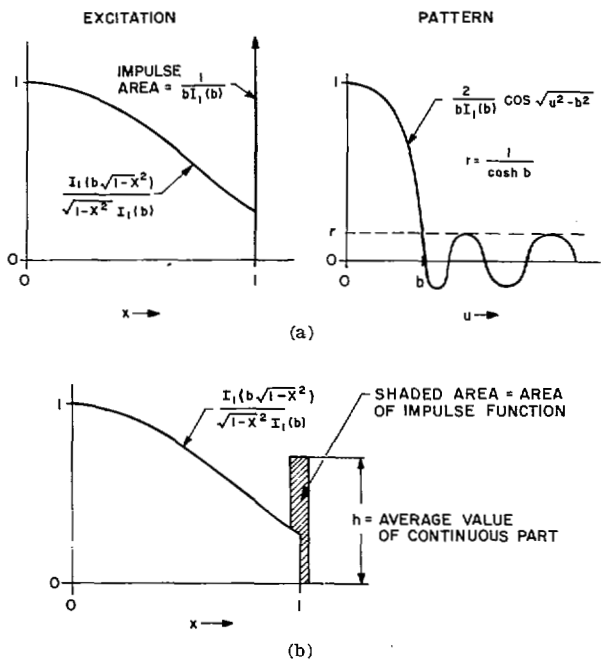 EXCITATION
PATTERN
1
IMPULSE
AREA = 1/(bI₁(b))
I₁(b√1-X²)
√1-X² I₁(b)
0
0
1
x →
1
2/(bI₁(b)) COS √u²-b²
r = 1/cosh b
r
0
0
b
u →
(a)
1
I₁(b√1-X²)
√1-X² I₁(b)
SHADED AREA = AREA
OF IMPULSE FUNCTION
h = AVERAGE VALUE
OF CONTINUOUS PART
0
0
1
x →
(b)